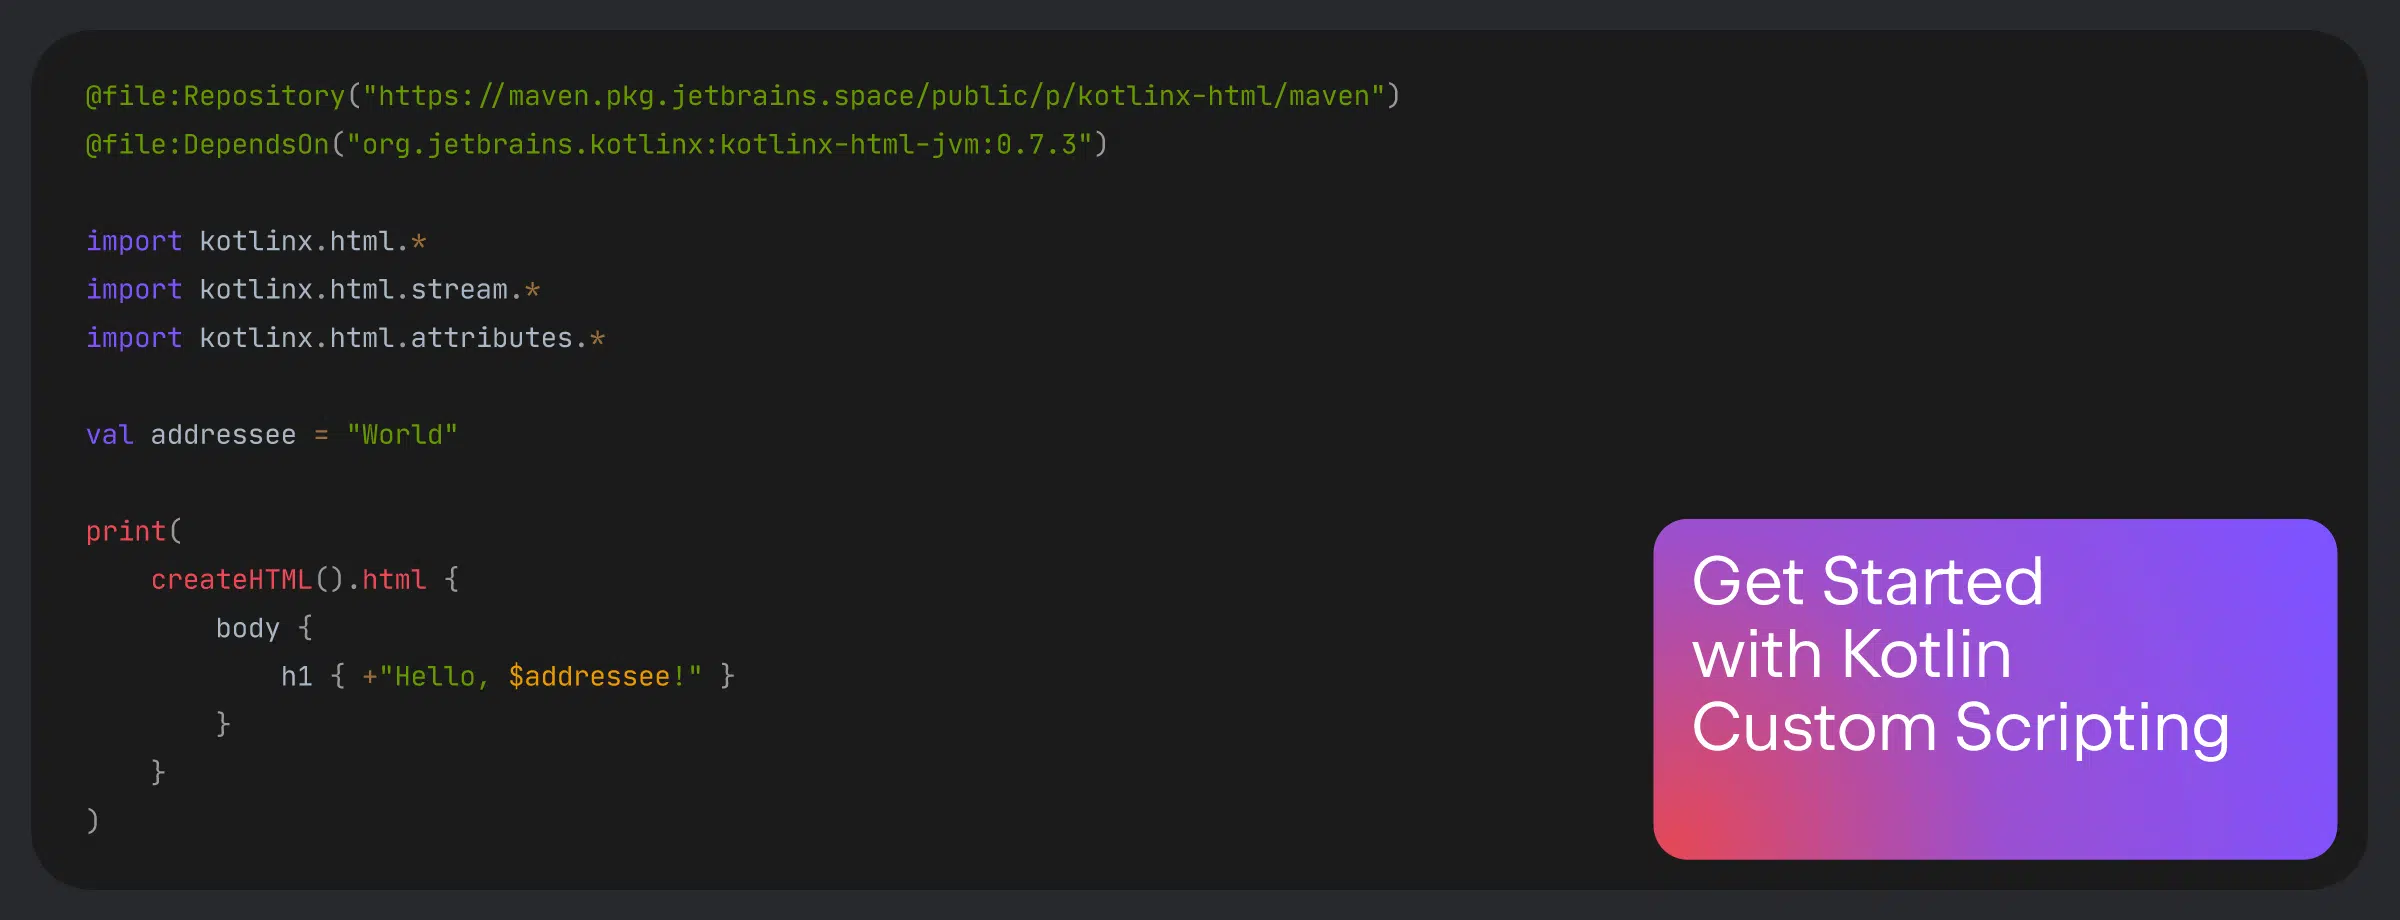 @file:Repository("https://maven.pkg.jetbrains.space/public/p/kotlinx-html/maven")
@file:DependsOn("org.jetbrains.kotlinx:kotlinx-html-jvm:0.7.3")

import kotlinx.html.*
import kotlinx.html.stream.*
import kotlinx.html.attributes.*

val addressee = "World"

print(
    createHTML().html {
        body {
            h1 { +"Hello, $addressee!" }
        }
    }
)
Get Started
with Kotlin
Custom Scripting